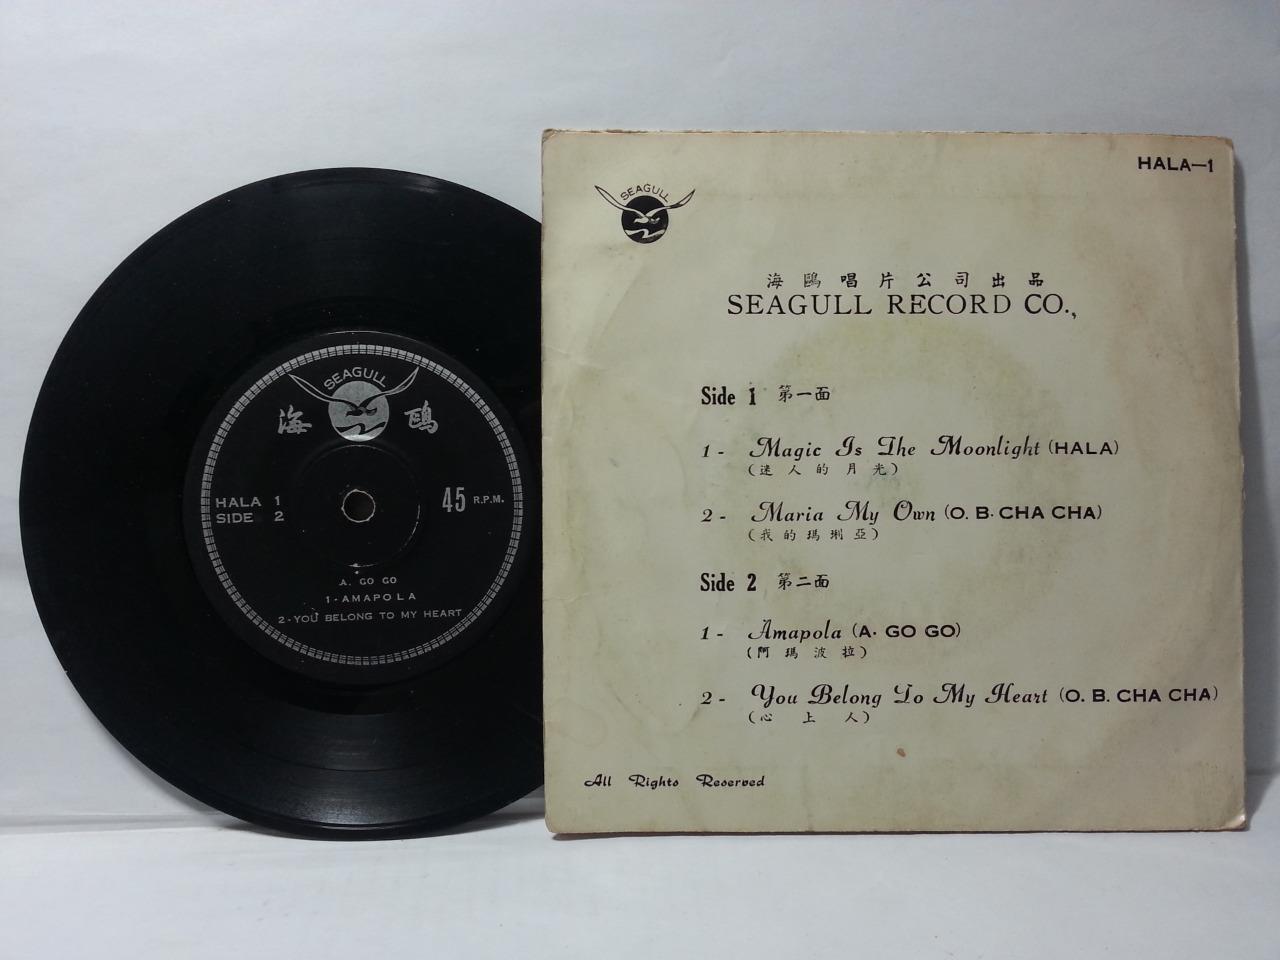 SEAGULL
海 鷗
HALA 1
SIDE 2
45 R.P.M.
A. GO GO
1-AMAPOLA
2-YOU BELONG TO MY HEART
HALA—1
SEAGULL
海鷗唱片公司出品
SEAGULL RECORD CO.,
Side 1 第一面
1- Magic Is The Moonlight (HALA)
(迷人的月光)
2- Maria My Own (O. B. CHA CHA)
(我的瑪琍亞)
Side 2 第二面
1- Amapola (A. GO GO)
(阿瑪波拉)
2- You Belong To My Heart (O. B. CHA CHA)
(心上人)
All Rights Reserved